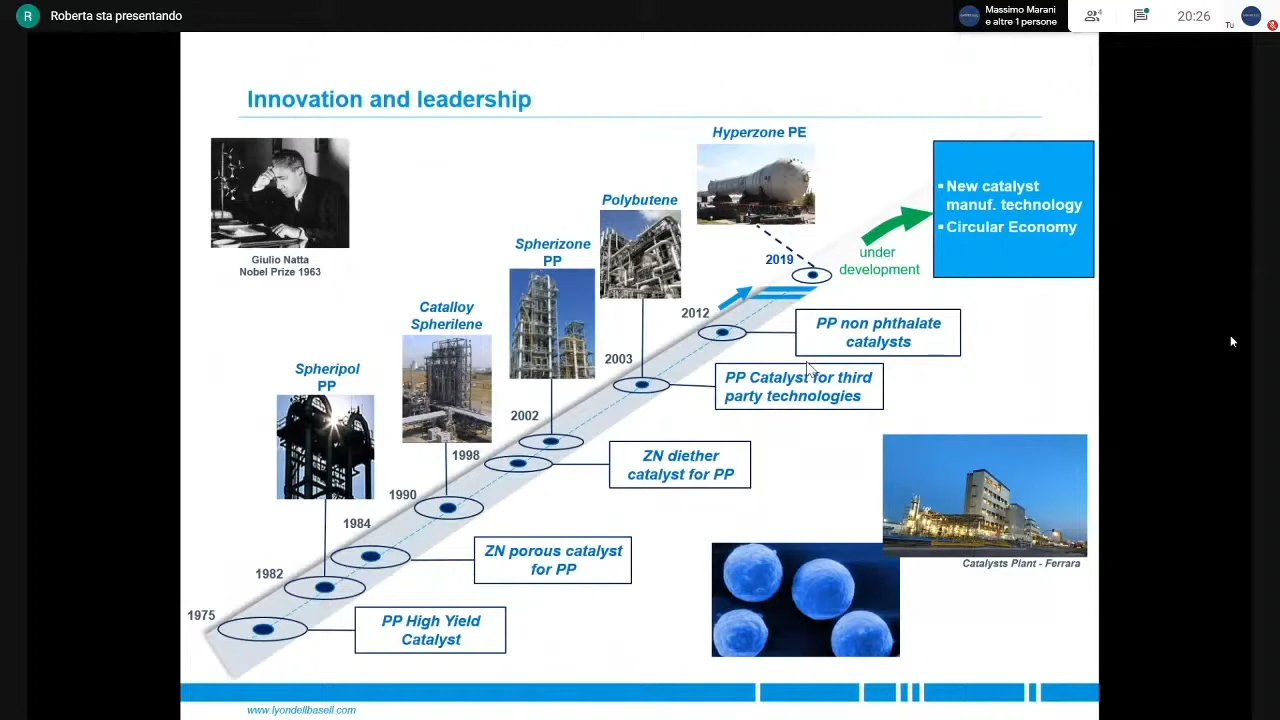 R
Roberta sta presentando
Massimo Marani
e altre 1 persone
4
20:26
Tu
Innovation and leadership
Giulio Natta
Nobel Prize 1963
Hyperzone PE
Polybutene
Spherizone
PP
Catalloy
Spherilene
Spheripol
PP
New catalyst
manuf. technology
Circular Economy
under
development
2019
2012
2003
2002
1998
1990
1984
1982
1975
PP non phthalate
catalysts
PP Catalyst for third
party technologies
ZN diether
catalyst for PP
ZN porous catalyst
for PP
PP High Yield
Catalyst
Catalysts Plant - Ferrara
www.lyondellbasell.com